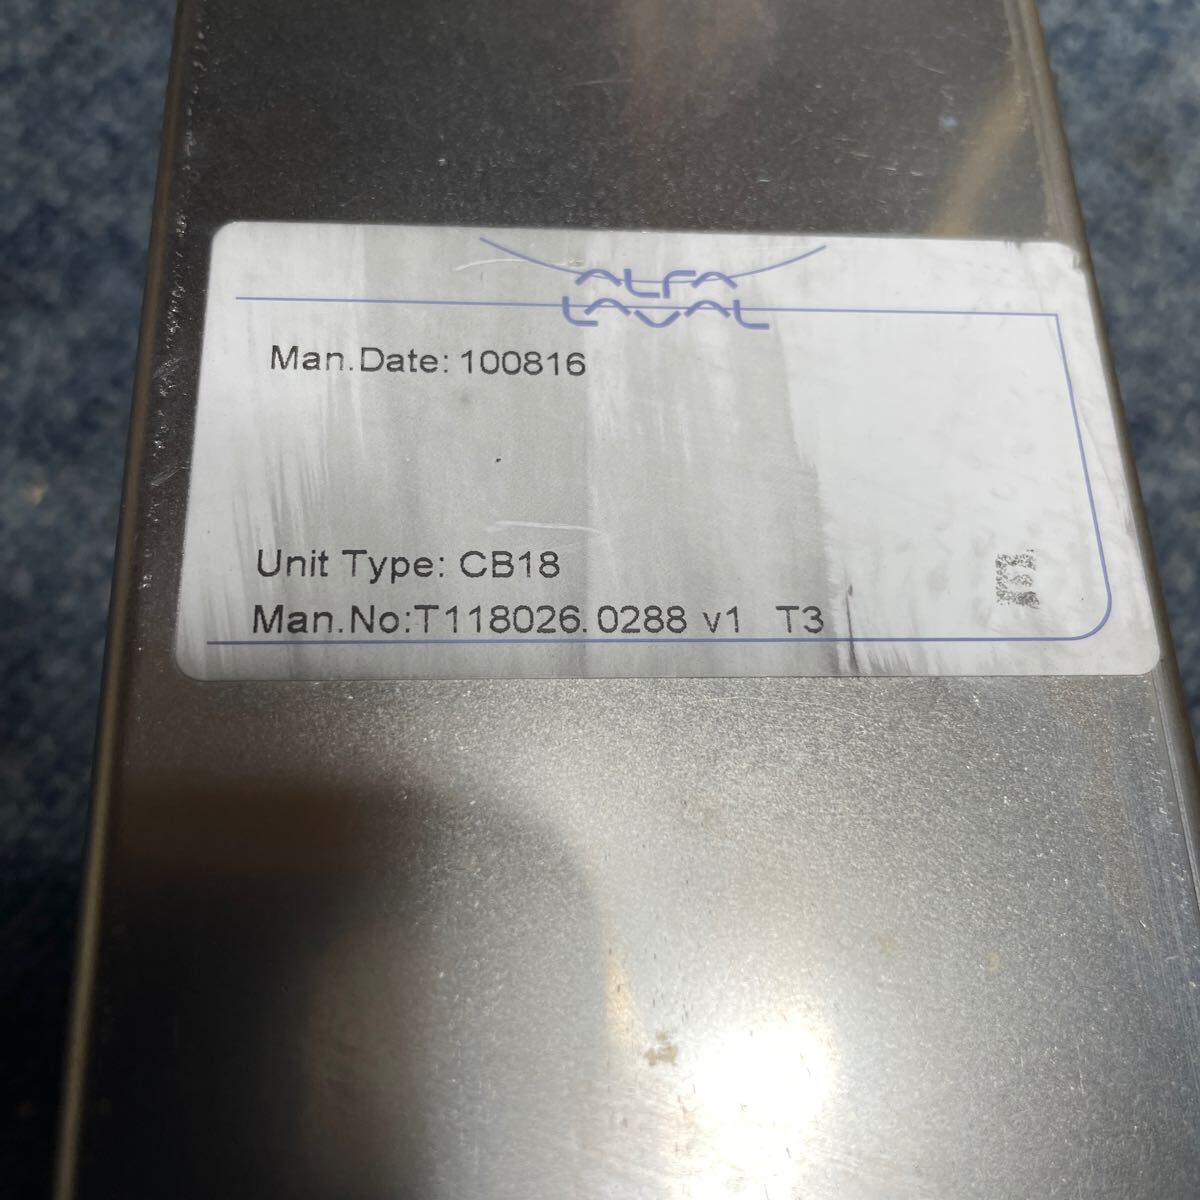 ALFA
LAVAL
Man.Date: 100816
Unit Type: CB18
Man.No:T118026.0288 v1 T3